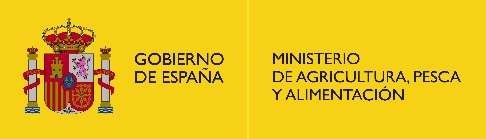 GOBIERNO
DE ESPAÑA
MINISTERIO
DE AGRICULTURA, PESCA
Y ALIMENTACIÓN